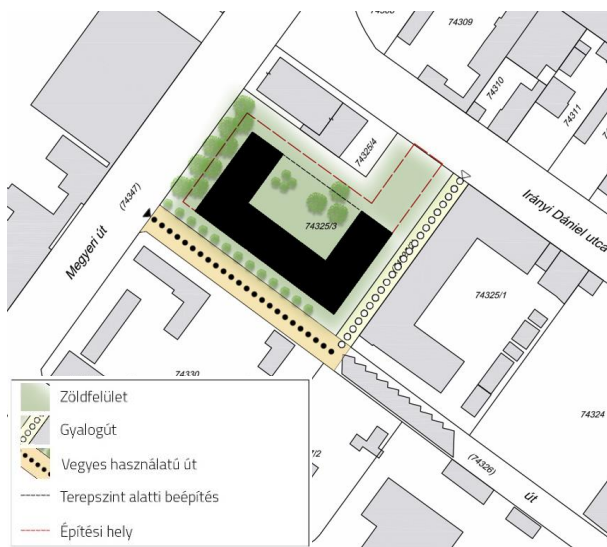 74309
74310
74311
74325/4
(74347)
74325/3
Irányi Dániel utca
Megyeri út
74325/1
74330
74324
(74326)
út
Zöldfelület
Gyalogút
Vegyes használatú út
Terepszint alatti beépítés
Építési hely